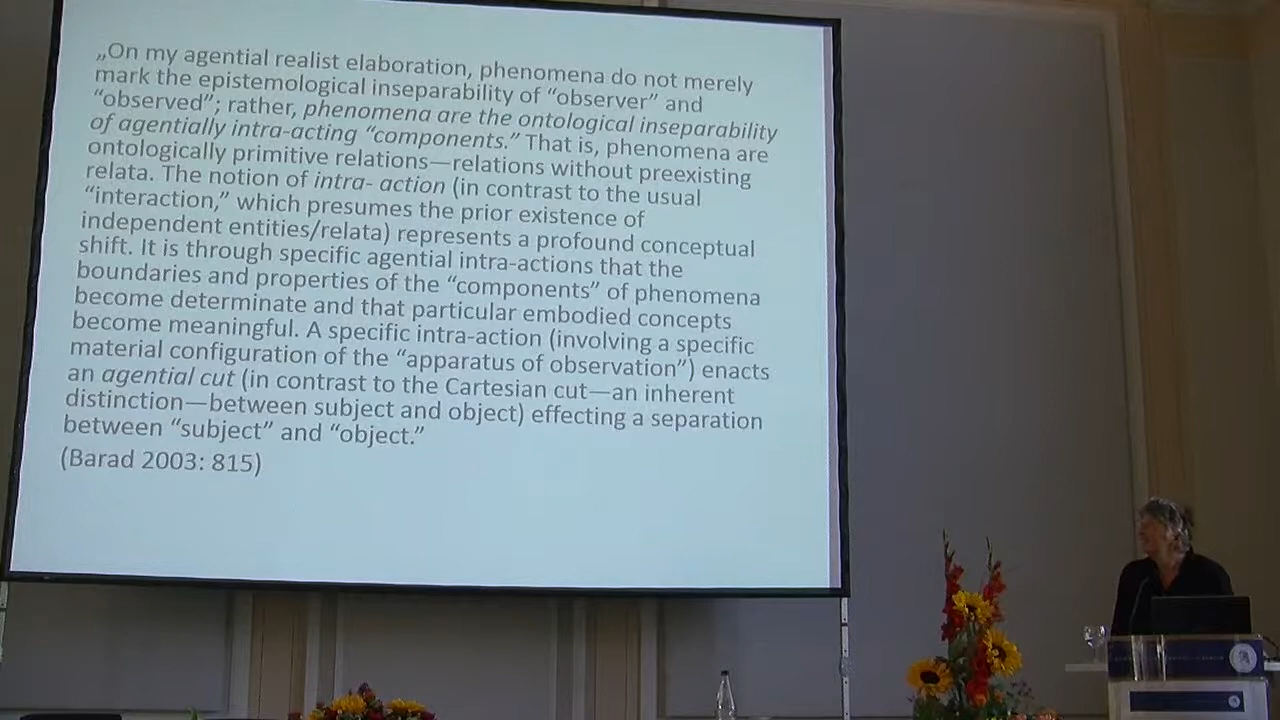 „On my agential realist elaboration, phenomena do not merely
mark the epistemological inseparability of “observer” and
“observed”; rather, phenomena are the ontological inseparability
of agentially intra-acting “components.” That is, phenomena are
ontologically primitive relations—relations without preexisting
relata. The notion of intra- action (in contrast to the usual
“interaction,” which presumes the prior existence of
independent entities/relata) represents a profound conceptual
shift. It is through specific agential intra-actions that the
boundaries and properties of the “components” of phenomena
become determinate and that particular embodied concepts
become meaningful. A specific intra-action (involving a specific
material configuration of the “apparatus of observation”) enacts
an agential cut (in contrast to the Cartesian cut—an inherent
distinction—between subject and object) effecting a separation
between “subject” and “object.”
(Barad 2003: 815)